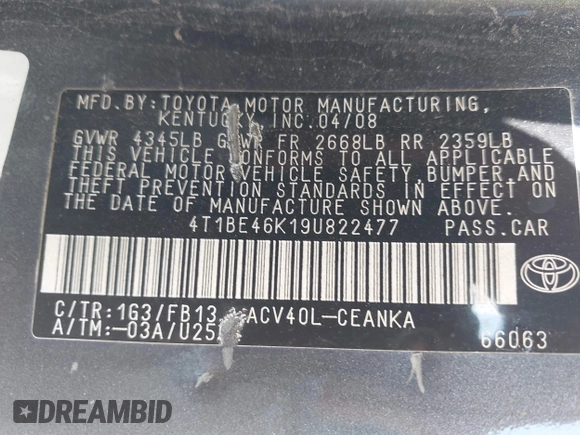 MFD. BY: TOYOTA MOTOR MANUFACTURING,
KENTUCKY, INC. 04/08
GVWR 4345LB GAWR FR 2668LB RR 2359LB
THIS VEHICLE CONFORMS TO ALL APPLICABLE
FEDERAL MOTOR VEHICLE SAFETY, BUMPER, AND
THEFT PREVENTION STANDARDS IN EFFECT ON
THE DATE OF MANUFACTURE SHOWN ABOVE.
4T1BE46K19U822477 PASS.CAR
C/TR:1G3/FB13 ACV40L-CEANKA
A/TM:-03A/U25 66063
TOYOTA
DREAMBID